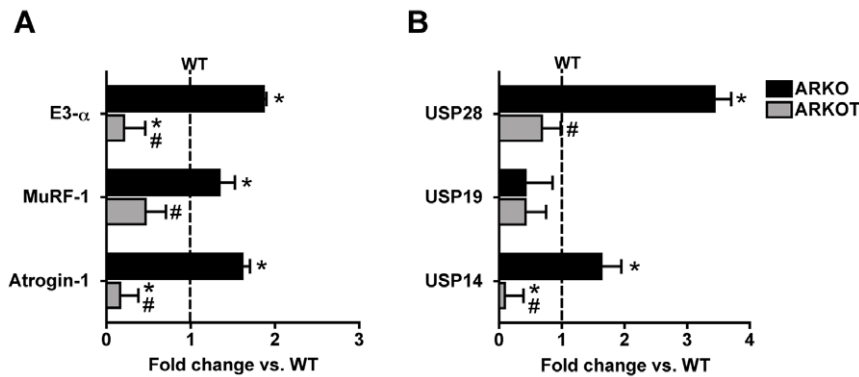 A
WT
E3-α
*
*
#
MuRF-1
*
#
Atrogin-1
*
*
#
0 1 2 3
Fold change vs. WT
B
WT
USP28
*
#
USP19
USP14
*
*
#
0 1 2 3 4
Fold change vs. WT
ARKO
ARKOT